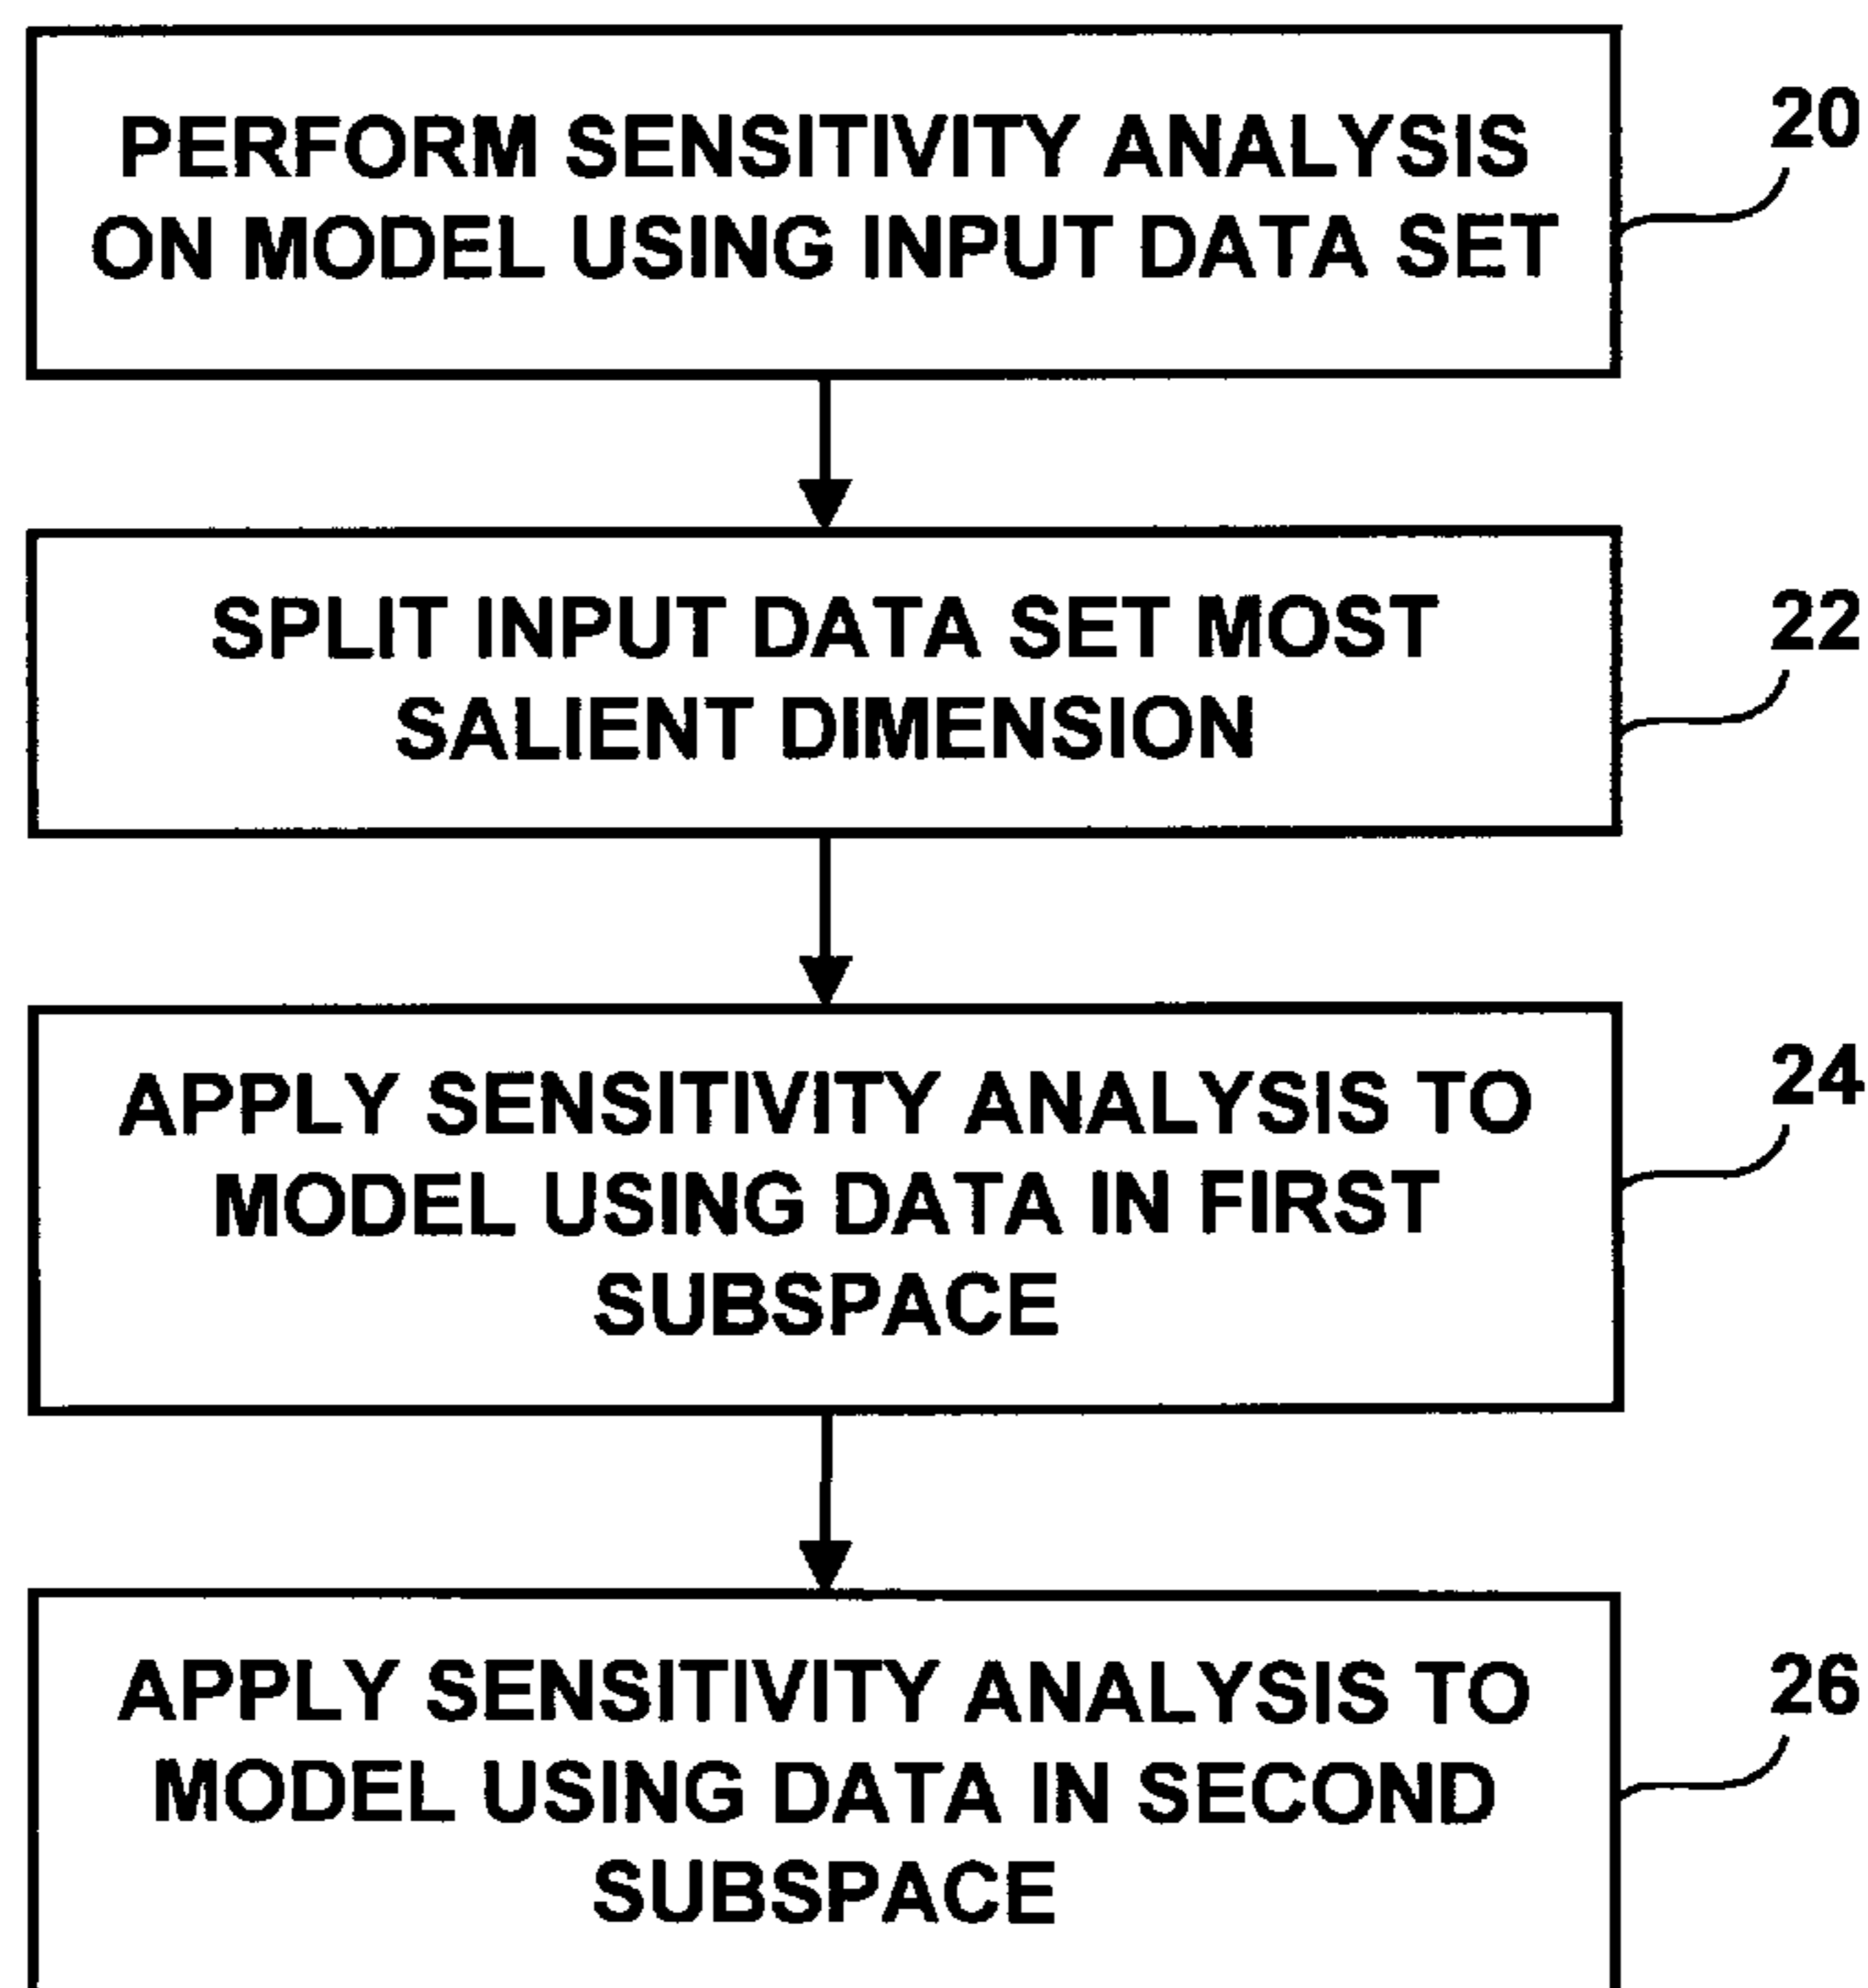 PERFORM SENSITIVITY ANALYSIS
ON MODEL USING INPUT DATA SET
20
SPLIT INPUT DATA SET MOST
SALIENT DIMENSION
22
APPLY SENSITIVITY ANALYSIS TO
MODEL USING DATA IN FIRST
SUBSPACE
24
APPLY SENSITIVITY ANALYSIS TO
MODEL USING DATA IN SECOND
SUBSPACE
26